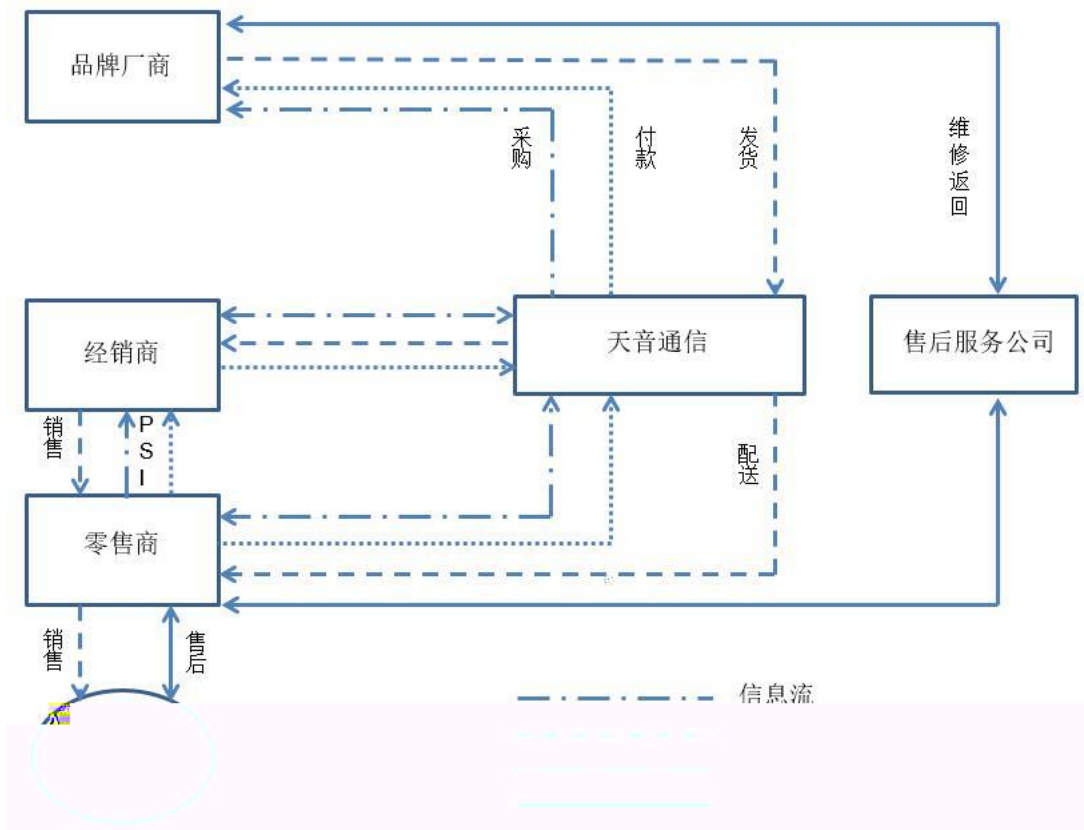 品牌厂商
采购
付款
发货
维修返回
经销商
天音通信
售后服务公司
销售
PSI
配送
零售商
销售
售后
信息流